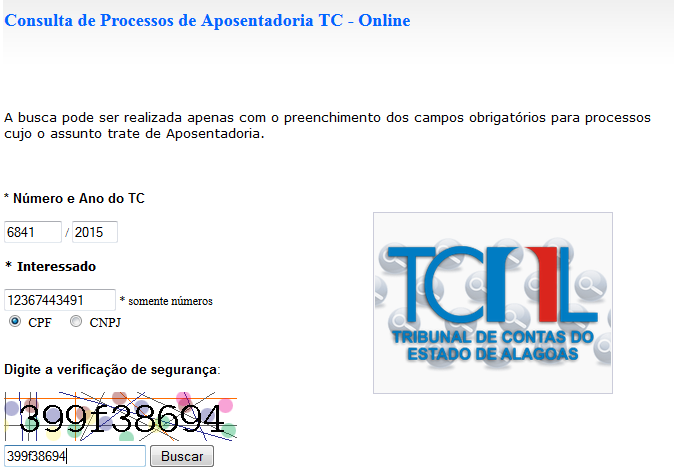 Consulta de Processos de Aposentadoria TC - Online
A busca pode ser realizada apenas com o preenchimento dos campos obrigatórios para processos
cujo o assunto trate de Aposentadoria.
* Número e Ano do TC
6841 / 2015
* Interessado
12367443491 * somente números
CPF CNPJ
TCAL
TRIBUNAL DE CONTAS DO
ESTADO DE ALAGOAS
Digite a verificação de segurança:
399f38694
399f38694 Buscar